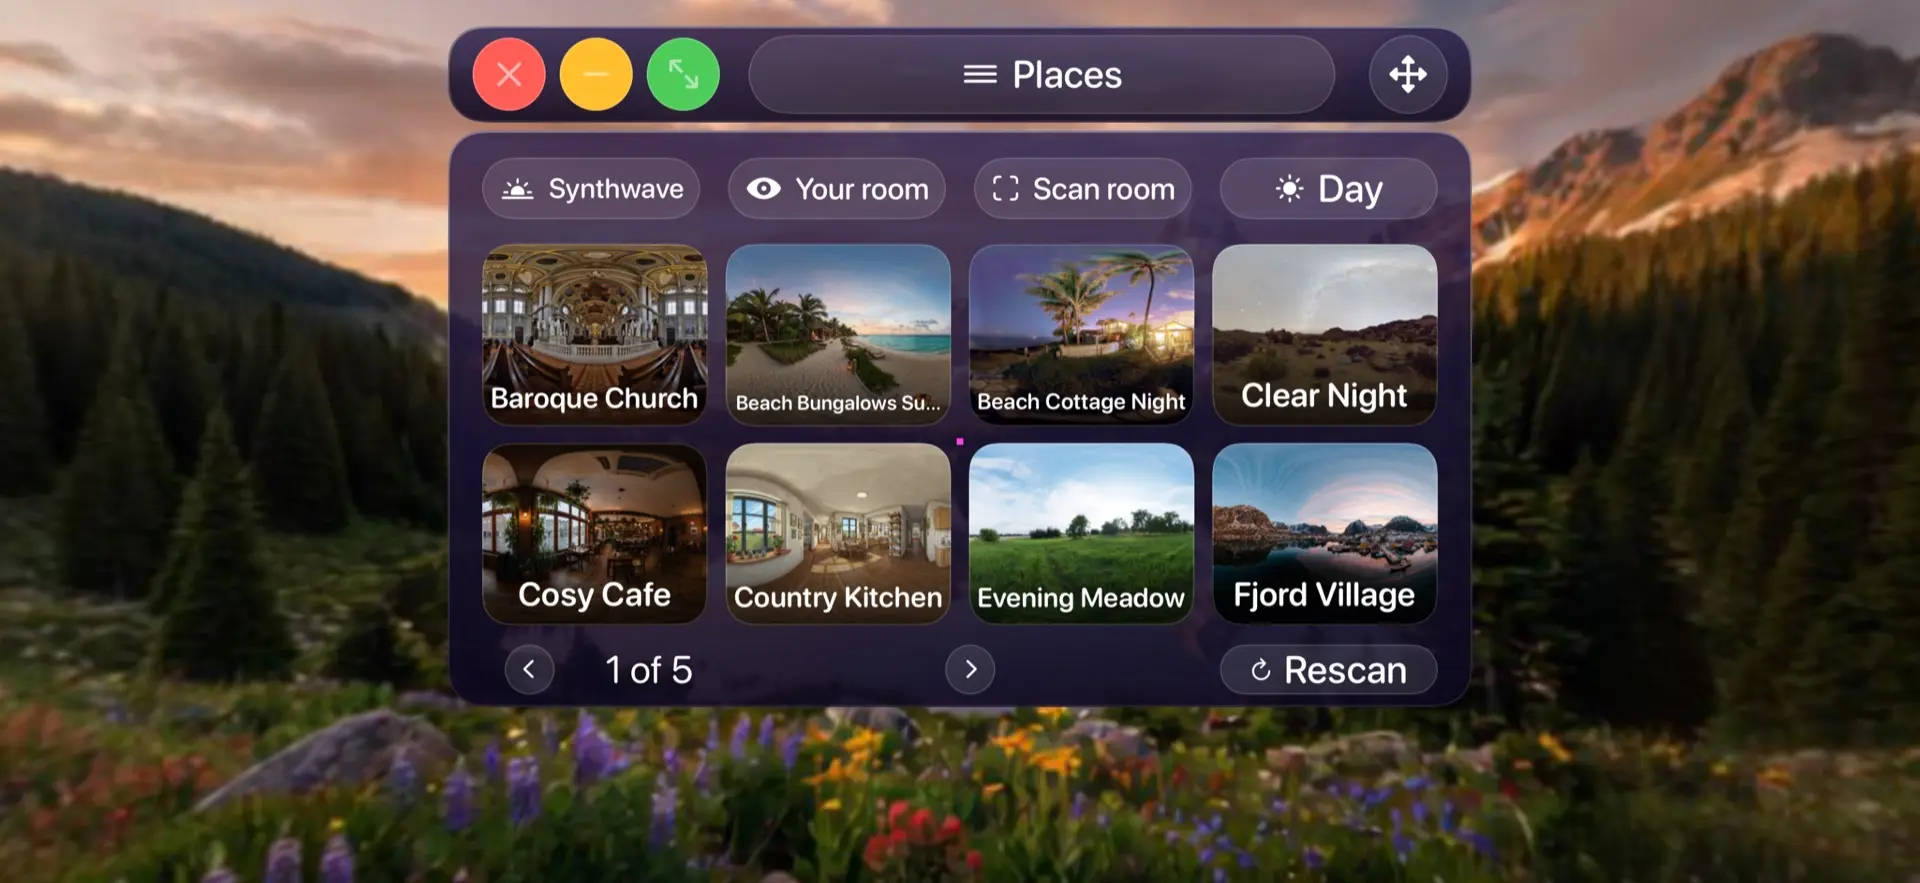 Places
Synthwave
Your room
Scan room
Day
Baroque Church
Beach Bungalows Su...
Beach Cottage Night
Clear Night
Cosy Cafe
Country Kitchen
Evening Meadow
Fjord Village
1 of 5
Rescan